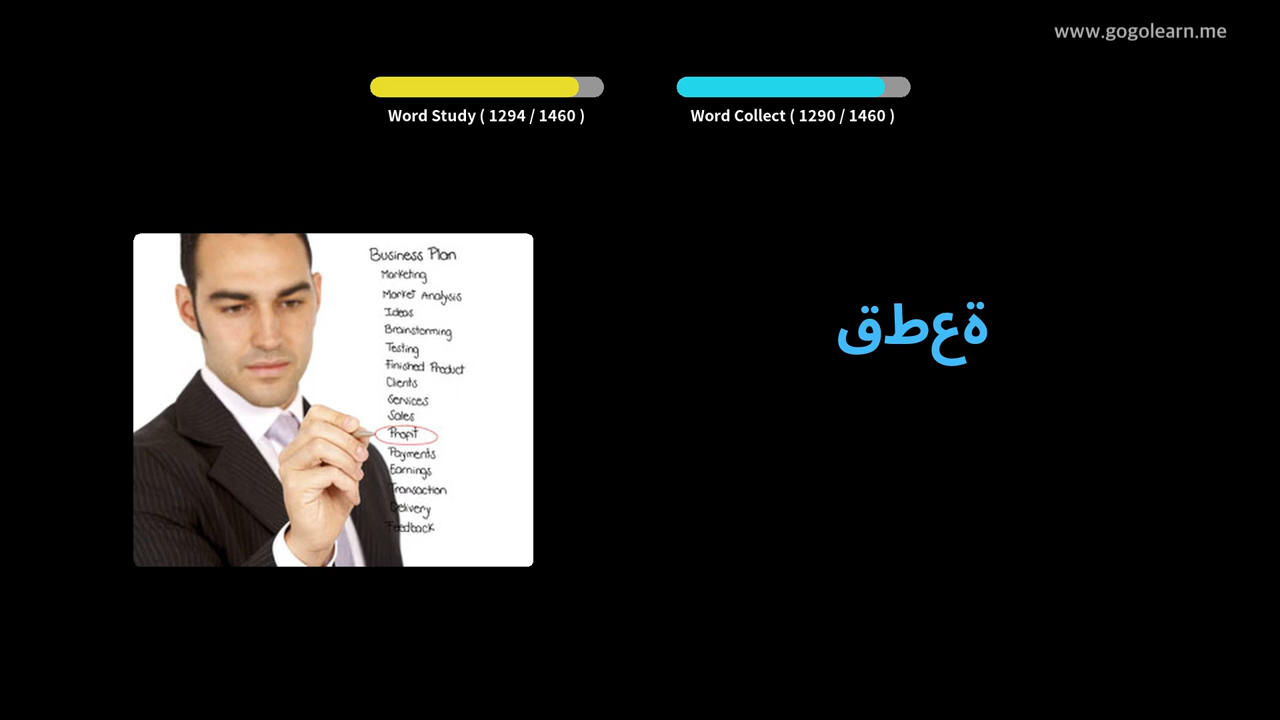 www.gogolearn.me
Word Study ( 1294 / 1460 )
Word Collect ( 1290 / 1460 )
Business Plan
Marketing
Market Analysis
Ideas
Brainstorming
Testing
Finished Product
Clients
Services
Sales
Profit
Payments
Earnings
Transaction
Delivery
Feedback
ةعطق